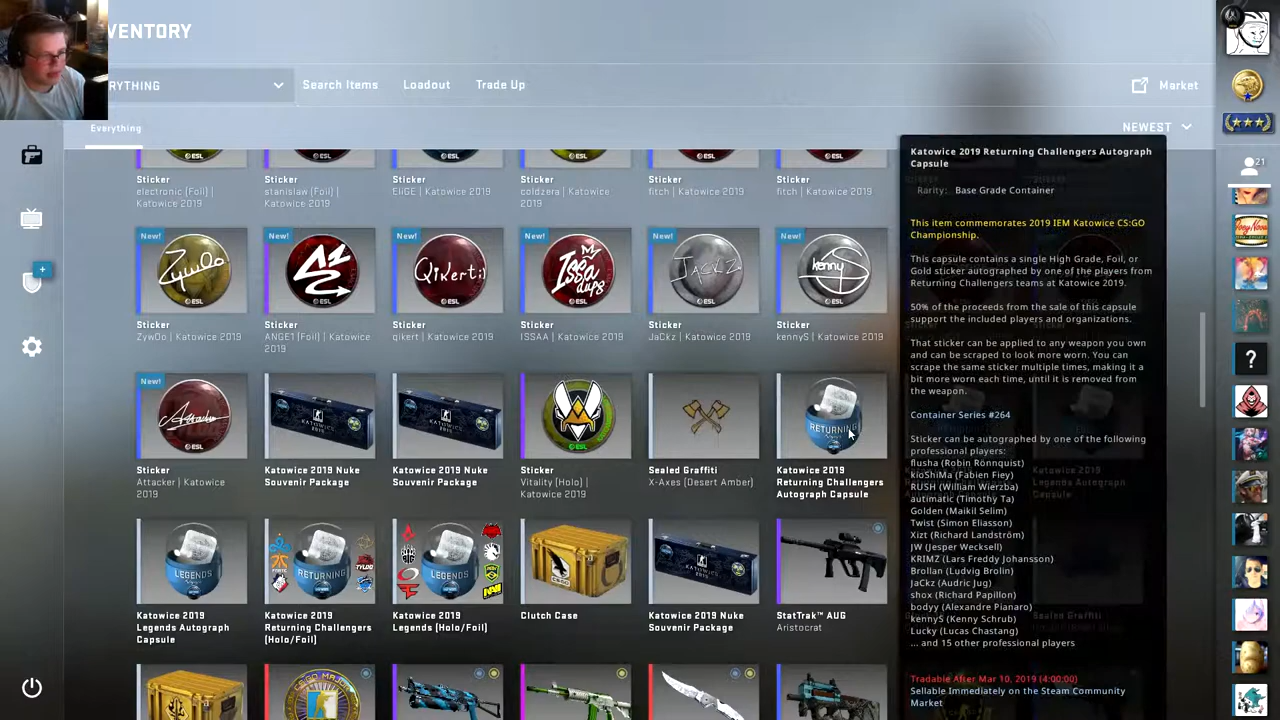 VENTORY
RYTHING
Search Items
Loadout
Trade Up
Market
Everything
NEWEST
21
Sticker
electronic (Foil) |
Katowice 2019
Sticker
stanislaw (Foil) |
Katowice 2019
Sticker
EliGE | Katowice 2019
Sticker
coldzera | Katowice
2019
Sticker
fitch | Katowice 2019
Sticker
fitch | Katowice 2019
New!
New!
New!
New!
New!
New!
Sticker
ZywOo | Katowice 2019
Sticker
ANGE1 (Foil) | Katowice
2019
Sticker
qikert | Katowice 2019
Sticker
ISSAA | Katowice 2019
Sticker
JaCkz | Katowice 2019
Sticker
kennyS | Katowice 2019
New!
Sticker
Attacker | Katowice
2019
Katowice 2019 Nuke
Souvenir Package
Katowice 2019 Nuke
Souvenir Package
Sticker
Vitality (Holo) |
Katowice 2019
Sealed Graffiti
X-Axes (Desert Amber)
RETURNING
Katowice 2019
Returning Challengers
Autograph Capsule
LEGENDS
Katowice 2019
Legends Autograph
Capsule
RETURNING
Katowice 2019
Returning Challengers
(Holo/Foil)
LEGENDS
Katowice 2019
Legends (Holo/Foil)
Clutch Case
Katowice 2019 Nuke
Souvenir Package
StatTrak™ AUG
Aristocrat
Katowice 2019 Returning Challengers Autograph
Capsule
Rarity: Base Grade Container
This item commemorates 2019 IEM Katowice CS:GO
Championship.
This capsule contains a single High Grade, Foil, or
Gold sticker autographed by one of the players from
Returning Challengers teams at Katowice 2019.
50% of the proceeds from the sale of this capsule
support the included players and organizations.
That sticker can be applied to any weapon you own
and can be scraped to look more worn. You can
scrape the same sticker multiple times, making it a
bit more worn each time, until it is removed from
the weapon.
Container Series #264
Sticker can be autographed by one of the following
professional players:
flusha (Robin Rönnquist)
kioShiMa (Fabien Fiey)
RUSH (William Wierzba)
autimatic (Timothy Ta)
Golden (Maikil Selim)
Twist (Simon Eliasson)
Xizt (Richard Landström)
JW (Jesper Wecksell)
KRIMZ (Lars Freddy Johansson)
Brollan (Ludvig Brolin)
JaCkz (Audric Jug)
shox (Richard Papillon)
bodyy (Alexandre Pianaro)
kennyS (Kenny Schrub)
Lucky (Lucas Chastang)
... and 15 other professional players
Tradable After Mar 10, 2019 (4:00:00)
Sellable Immediately on the Steam Community
Market